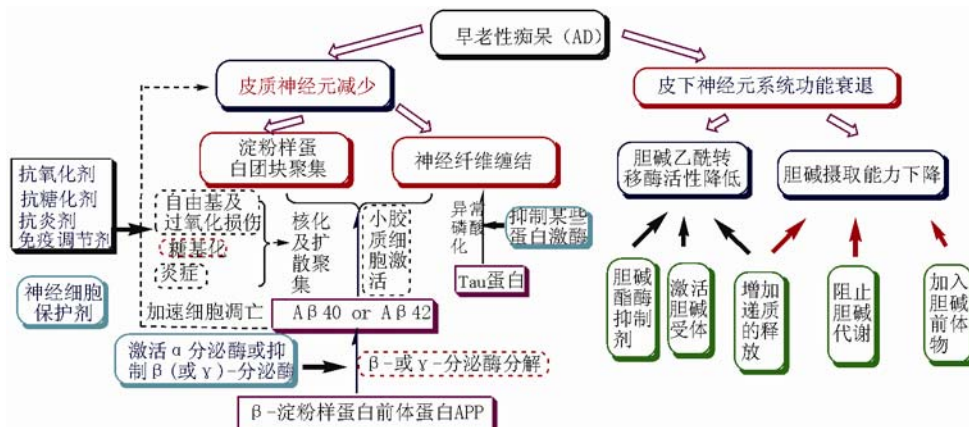 早老性痴呆（AD）
皮质神经元减少
皮下神经元系统功能衰退
淀粉样蛋
白团块聚集
神经纤维缠结
胆碱乙酰转
移酶活性降低
胆碱摄取能力下降
抗氧化剂
抗糖化剂
抗炎剂
免疫调节剂
自由基及
过氧化损伤
糖基化
炎症
核化
及扩
散聚
集
小胶
质细
胞激
活
异常
磷酸
化
抑制某些
蛋白激酶
Tau蛋白
神经细胞
保护剂
加速细胞凋亡
Aβ40 or Aβ42
胆碱
酯酶
抑制
剂
激活
胆碱
受体
增加
递质
的释
放
阻止
胆碱
代谢
加入
胆碱
前体
物
激活α分泌酶或抑
制β(或γ)-分泌酶
β-或γ-分泌酶分解
β-淀粉样蛋白前体蛋白APP